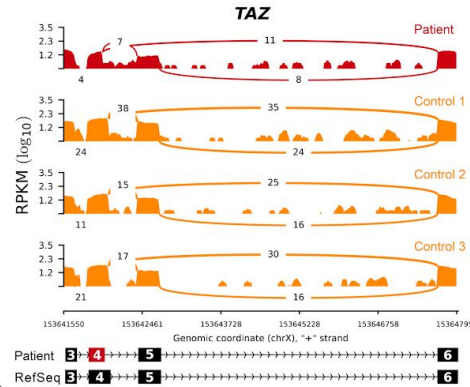 TAZ
Patient
3.5
2.3
1.2
7
11
4
8
Control 1
3.5
2.3
1.2
38
35
24
24
Control 2
3.5
2.3
1.2
15
25
11
16
Control 3
3.5
2.3
1.2
17
30
21
16
RPKM (log10)
153641550 153642461 153643728 153645228 153646758 15364795
Genomic coordinate (chrX), "+" strand
Patient 3 4 5 6
RefSeq 3 4 5 6